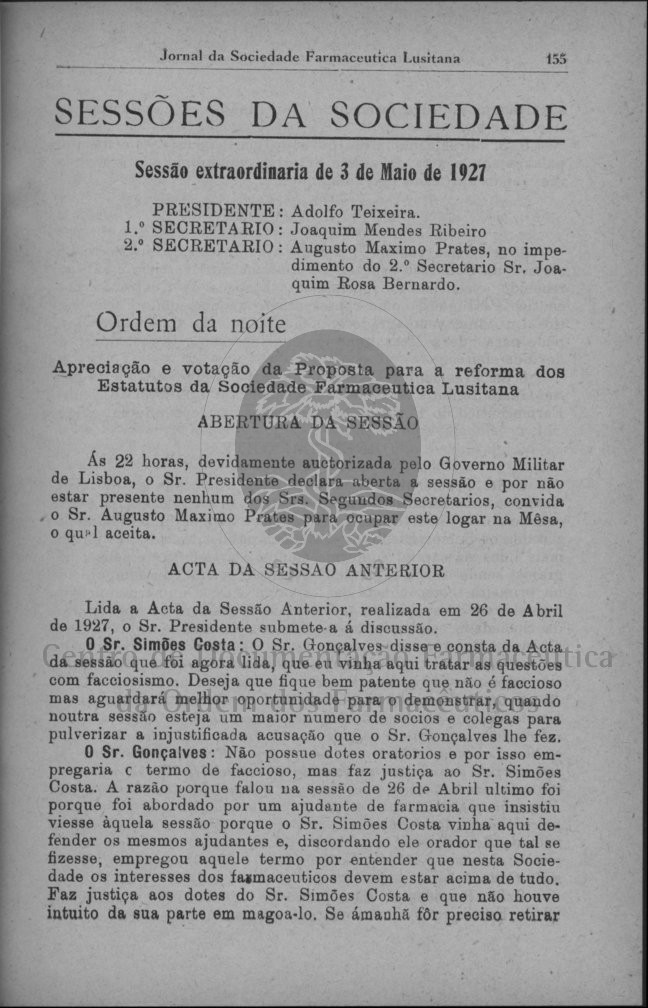 Jornal da Sociedade Farmaceutica Lusitana 155
SESSÕES DA SOCIEDADE
Sessão extraordinaria de 3 de Maio de 1927
PRESIDENTE: Adolfo Teixeira.
1.º SECRETARIO: Joaquim Mendes Ribeiro
2.º SECRETARIO: Augusto Maximo Prates, no impe-
dimento do 2.º Secretario Sr. Joa-
quim Rosa Bernardo.
Ordem da noite
Apreciação e votação da Proposta para a reforma dos
Estatutos da Sociedade Farmaceutica Lusitana
ABERTURA DA SESSÃO
Ás 22 horas, devidamente auctorizada pelo Governo Militar
de Lisboa, o Sr. Presidente declara aberta a sessão e por não
estar presente nenhum dos Srs. Segundos Secretarios, convida
o Sr. Augusto Maximo Prates para ocupar este logar na Mêsa,
o qual aceita.
ACTA DA SESSAO ANTERIOR
Lida a Acta da Sessão Anterior, realizada em 26 de Abril
de 1927, o Sr. Presidente submete-a á discussão.
O Sr. Simões Costa: O Sr. Gonçalves disse e consta da Acta
da sessão que foi agora lida, que eu vinha aqui tratar as questões
com facciosismo. Deseja que fique bem patente que não é faccioso
mas aguardará melhor oportunidade para o demonstrar, quando
noutra sessão esteja um maior numero de socios e colegas para
pulverizar a injustificada acusação que o Sr. Gonçalves lhe fez.
O Sr. Gonçalves: Não possue dotes oratorios e por isso em-
pregaria o termo de faccioso, mas faz justiça ao Sr. Simões
Costa. A razão porque falou na sessão de 26 de Abril ultimo foi
porque foi abordado por um ajudante de farmacia que insistiu
viesse àquela sessão porque o Sr. Simões Costa vinha aqui de-
fender os mesmos ajudantes e, discordando ele orador que tal se
fizesse, empregou aquele termo por entender que nesta Socie-
dade os interesses dos farmaceuticos devem estar acima de tudo.
Faz justiça aos dotes do Sr. Simões Costa e que não houve
intuito da sua parte em magoa-lo. Se ámanhã fôr preciso retirar
Centro de Documentação Farmacêutica
da Ordem dos Farmacêuticos